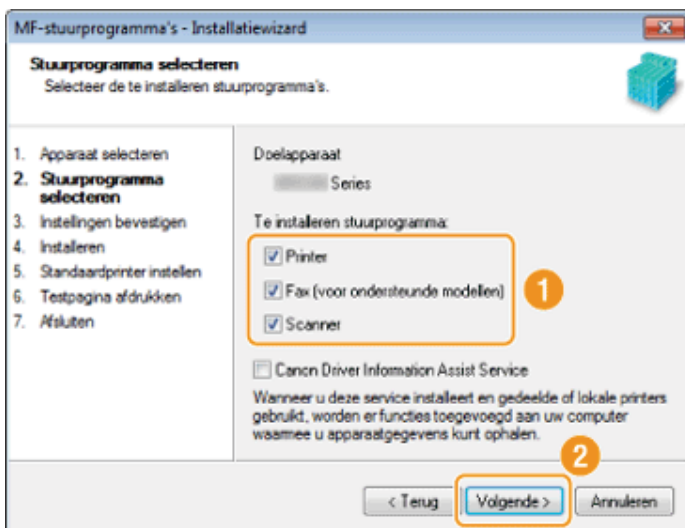 MF-stuurprogramma's - Installatiewizard
Stuurprogramma selecteren
Selecteer de te installeren stuurprogramma's.
1. Apparaat selecteren
2. Stuurprogramma
selecteren
3. Instellingen bevestigen
4. Installeren
5. Standaardprinter instellen
6. Testpagina afdrukken
7. Afsluiten
Doelapparaat
Series
Te installeren stuurprogramma:
Printer
Fax (voor ondersteunde modellen)
Scanner
1
Canon Driver Information Assist Service
Wanneer u deze service installeert en gedeelde of lokale printers
gebruikt, worden er functies toegevoegd aan uw computer
waarmee u apparaatgegevens kunt ophalen.
2
< Terug
Volgende >
Annuleren